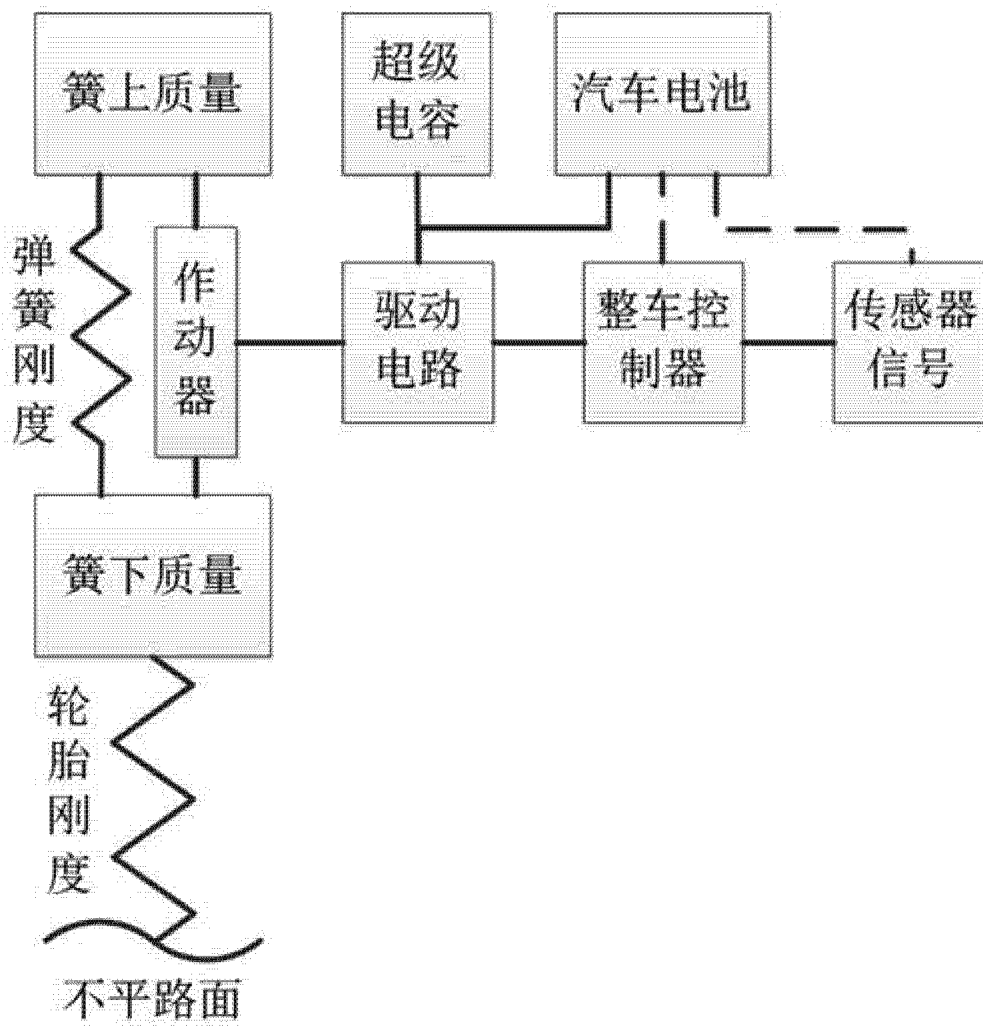 簧上质量
超级
电容
汽车电池
弹簧刚度
作动器
驱动
电路
整车控
制器
传感器
信号
簧下质量
轮胎刚度
不平路面